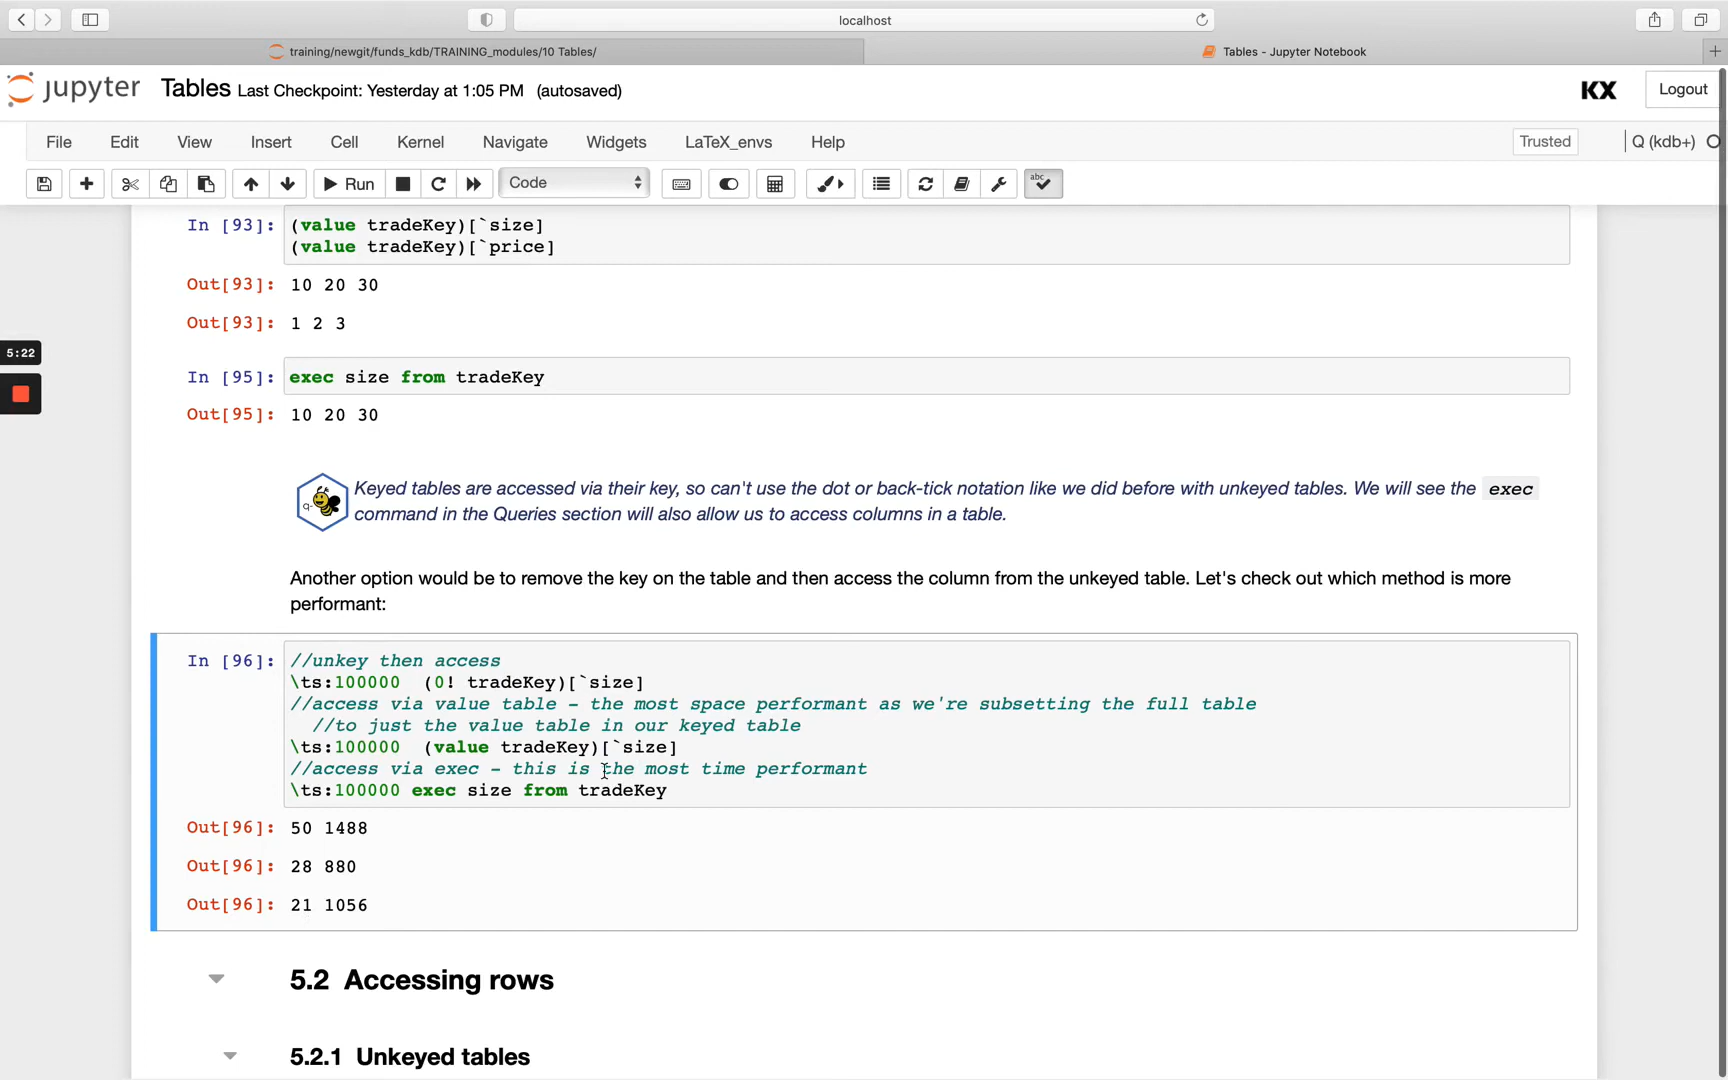 localhost
training/newgit/funds_kdb/TRAINING_modules/10 Tables/
Tables - Jupyter Notebook
jupyter Tables Last Checkpoint: Yesterday at 1:05 PM (autosaved)
KX
Logout
File Edit View Insert Cell Kernel Navigate Widgets LaTeX_envs Help
Trusted
Q (kdb+)
Run
Code
abc
In [93]: (value tradeKey)[`size]
(value tradeKey)[`price]
Out[93]: 10 20 30
Out[93]: 1 2 3
5:22
In [95]: exec size from tradeKey
Out[95]: 10 20 30
q-
Keyed tables are accessed via their key, so can't use the dot or back-tick notation like we did before with unkeyed tables. We will see the exec
command in the Queries section will also allow us to access columns in a table.
Another option would be to remove the key on the table and then access the column from the unkeyed table. Let's check out which method is more
performant:
In [96]: //unkey then access
\ts:100000  (0! tradeKey)[`size]
//access via value table - the most space performant as we're subsetting the full table
//to just the value table in our keyed table
\ts:100000  (value tradeKey)[`size]
//access via exec - this is the most time performant
\ts:100000 exec size from tradeKey
Out[96]: 50 1488
Out[96]: 28 880
Out[96]: 21 1056
5.2 Accessing rows
5.2.1 Unkeyed tables